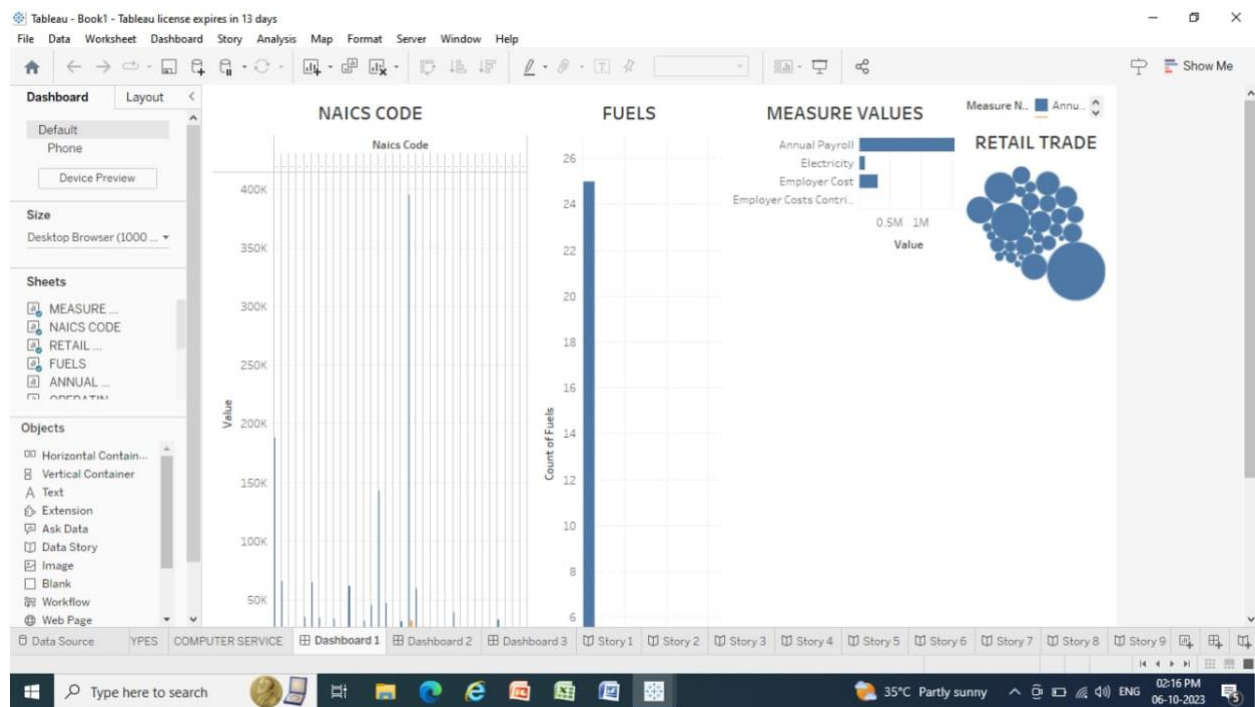 Tableau - Book1 - Tableau license expires in 13 days
File Data Worksheet Dashboard Story Analysis Map Format Server Window Help
Show Me
Dashboard Layout
Default
Phone
Device Preview
Size
Desktop Browser (1000 ...
Sheets
MEASURE ...
NAICS CODE
RETAIL ...
FUELS
ANNUAL ...
Objects
Horizontal Contain...
Vertical Container
Text
Extension
Ask Data
Data Story
Image
Blank
Workflow
Web Page
NAICS CODE
Naics Code
400K
350K
300K
250K
200K
150K
100K
50K
Value
FUELS
26
24
22
20
18
16
14
12
10
8
6
Count of Fuels
MEASURE VALUES
Annual Payroll
Electricity
Employer Cost
Employer Costs Contri...
0.5M 1M
Value
Measure N.. Annu..
RETAIL TRADE
Data Source YPES COMPUTER SERVICE Dashboard 1 Dashboard 2 Dashboard 3 Story 1 Story 2 Story 3 Story 4 Story 5 Story 6 Story 7 Story 8 Story 9
Type here to search
35°C Partly sunny
ENG
02:16 PM
06-10-2023
5